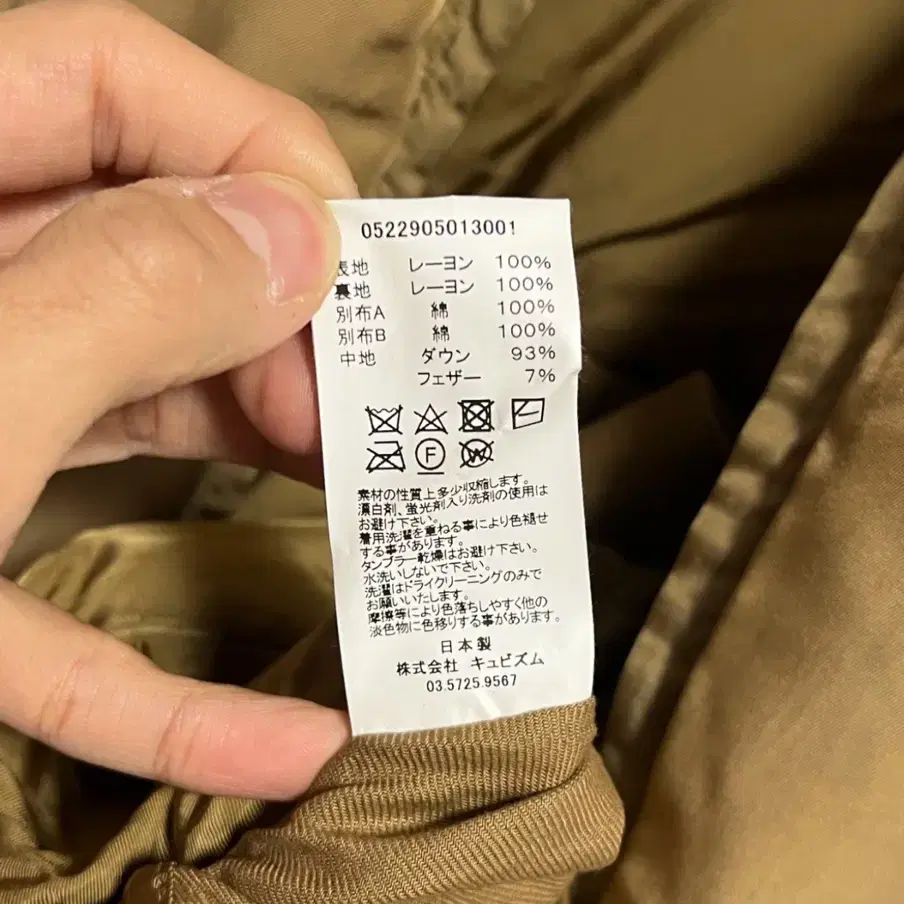 0522905013001
表地 レーヨン 100%
裏地 レーヨン 100%
別布A 綿 100%
別布B 綿 100%
中地 ダウン 93%
フェザー 7%
F
W
素材の性質上多少収縮します。
漂白剤、蛍光剤入り洗剤の使用は
お避け下さい。
着用洗濯を重ねる事により色褪せ
する事があります。
タンブラー乾燥はお避け下さい。
水洗いしないで下さい。
洗濯はドライクリーニングのみで
お願いいたします。
摩擦等により色落ちしやすく他の
淡色物に色移りする事があります。
日本製
株式会社 キュビズム
03.5725.9567